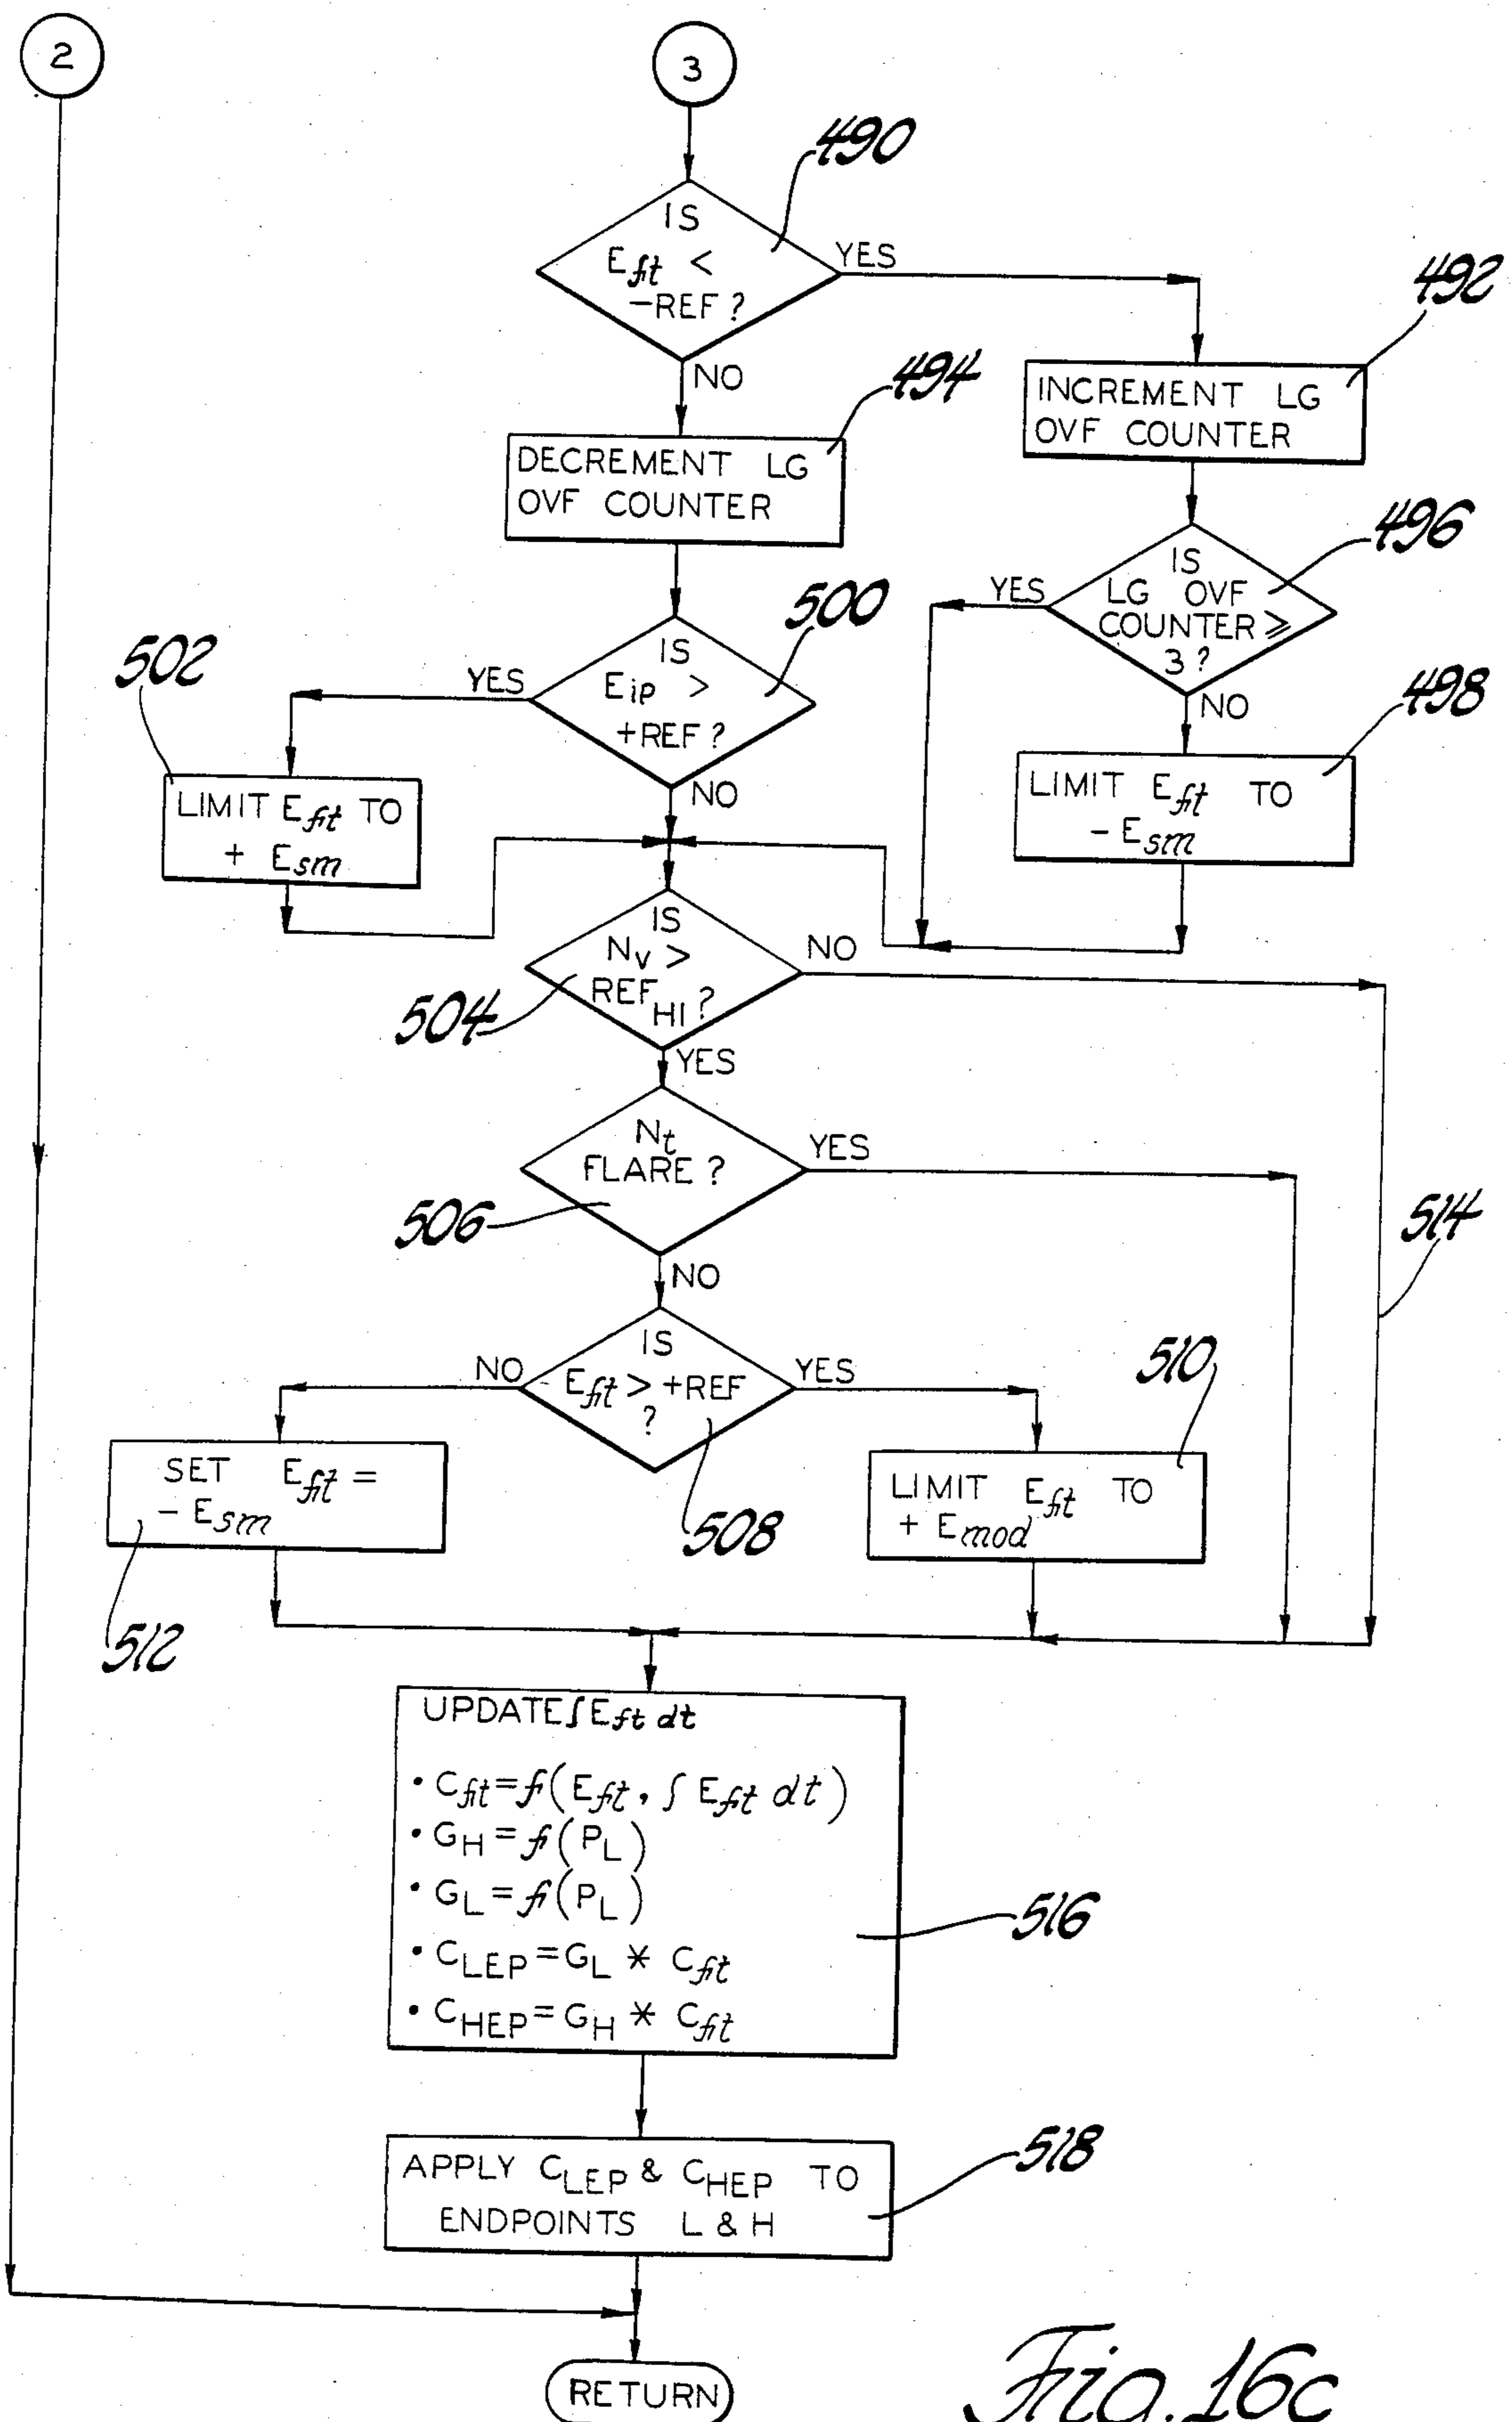 2
3
490
IS
Eft <
-REF ?
YES
492
NO
494
INCREMENT LG
OVF COUNTER
DECREMENT LG
OVF COUNTER
496
IS
LG OVF
COUNTER ≥
3 ?
YES
500
IS
Eip >
+REF ?
YES
502
NO
498
NO
LIMIT Eft TO
+ Esm
LIMIT Eft TO
- Esm
IS
Nv >
REF HI ?
NO
504
YES
Nt
FLARE ?
YES
506
514
NO
IS
Eft > +REF
?
NO
YES
510
SET Eft =
- Esm
LIMIT Eft TO
+ Emod
508
512
UPDATE ∫Eft dt
• Cft = f(Eft, ∫ Eft dt)
• GH = f(PL)
• GL = f(PL)
516
• CLEP = GL * Cft
• CHEP = GH * Cft
518
APPLY CLEP & CHEP TO
ENDPOINTS L & H
RETURN
Fig. 16c